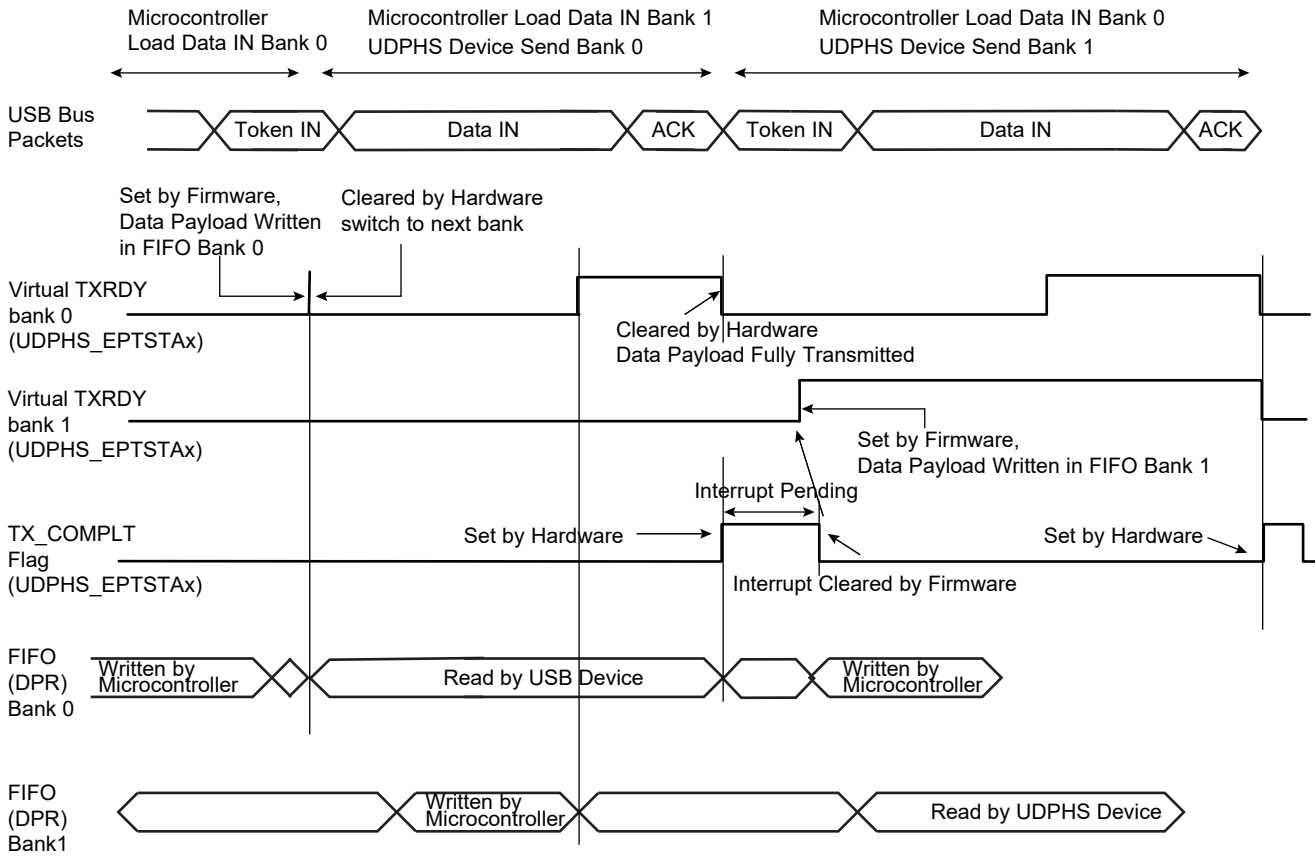 Microcontroller
Load Data IN Bank 0
Microcontroller Load Data IN Bank 1
UDPHS Device Send Bank 0
Microcontroller Load Data IN Bank 0
UDPHS Device Send Bank 1
USB Bus
Packets
Token IN
Data IN
ACK
Token IN
Data IN
ACK
Set by Firmware,
Data Payload Written
in FIFO Bank 0
Cleared by Hardware
switch to next bank
Virtual TXRDY
bank 0
(UDPHS_EPTSTAx)
Cleared by Hardware
Data Payload Fully Transmitted
Virtual TXRDY
bank 1
(UDPHS_EPTSTAx)
Set by Firmware,
Data Payload Written in FIFO Bank 1
Interrupt Pending
TX_COMPLT
Flag
(UDPHS_EPTSTAx)
Set by Hardware
Set by Hardware
Interrupt Cleared by Firmware
FIFO
(DPR)
Bank 0
Written by
Microcontroller
Read by USB Device
Written by
Microcontroller
FIFO
(DPR)
Bank1
Written by
Microcontroller
Read by UDPHS Device